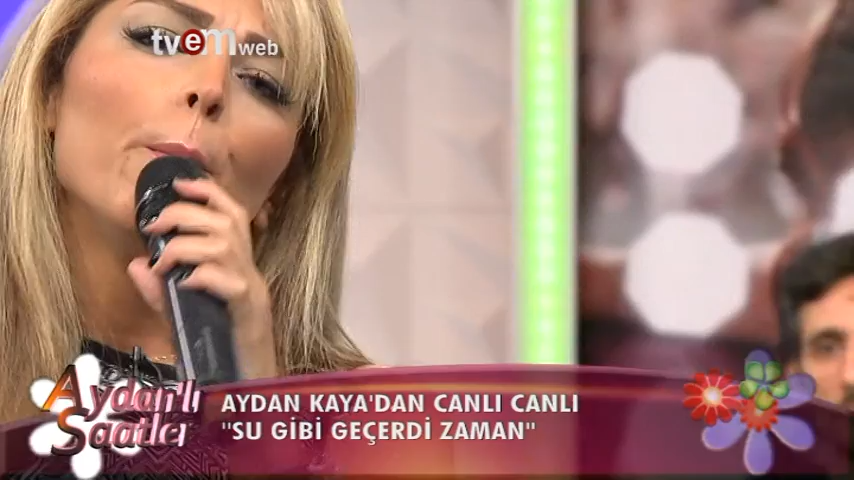 tvem web
Aydan'lı
Saatler
AYDAN KAYA'DAN CANLI CANLI
"SU GİBİ GEÇERDİ ZAMAN"